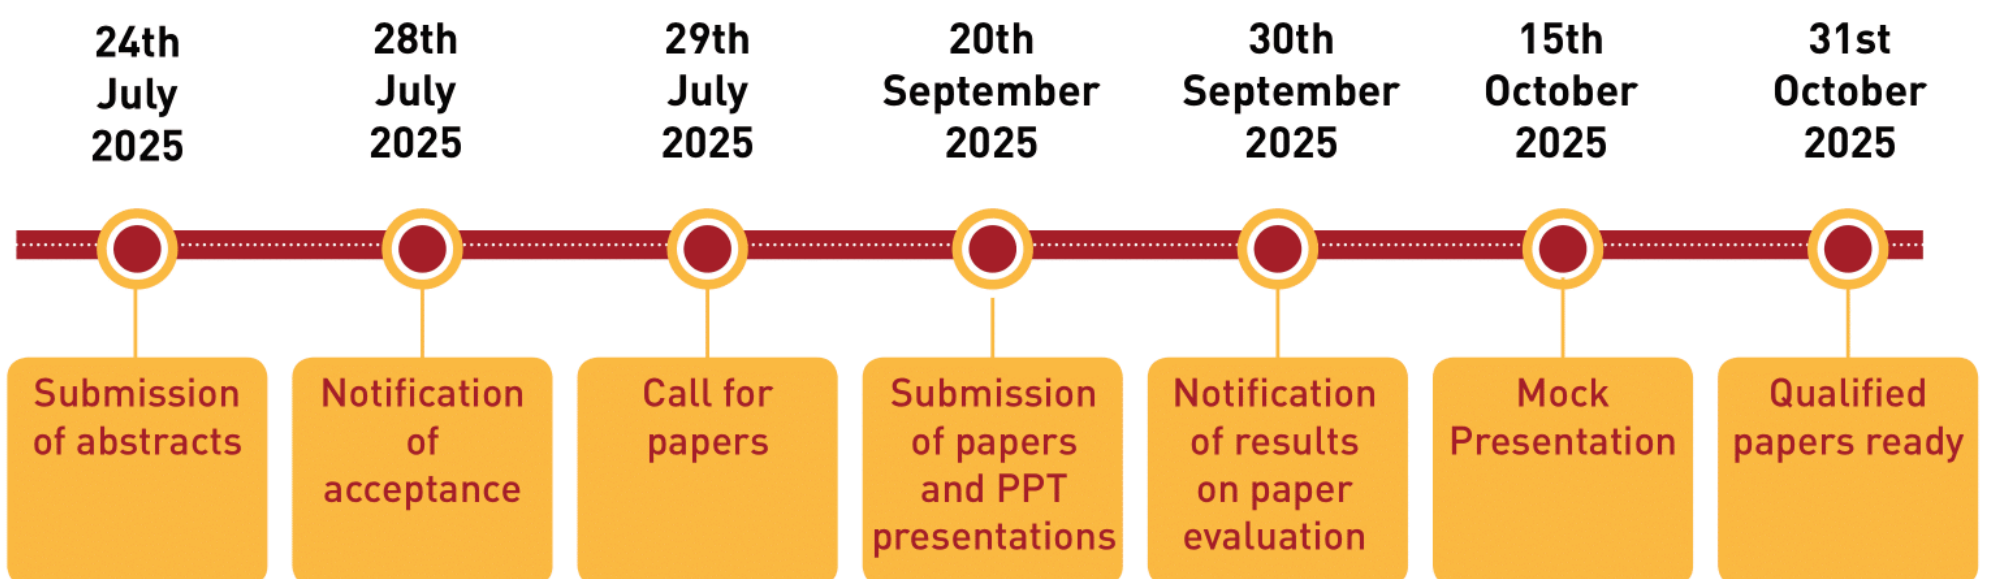 24th
July
2025
28th
July
2025
29th
July
2025
20th
September
2025
30th
September
2025
15th
October
2025
31st
October
2025
Submission
of abstracts
Notification
of
acceptance
Call for
papers
Submission
of papers
and PPT
presentations
Notification
of results
on paper
evaluation
Mock
Presentation
Qualified
papers ready